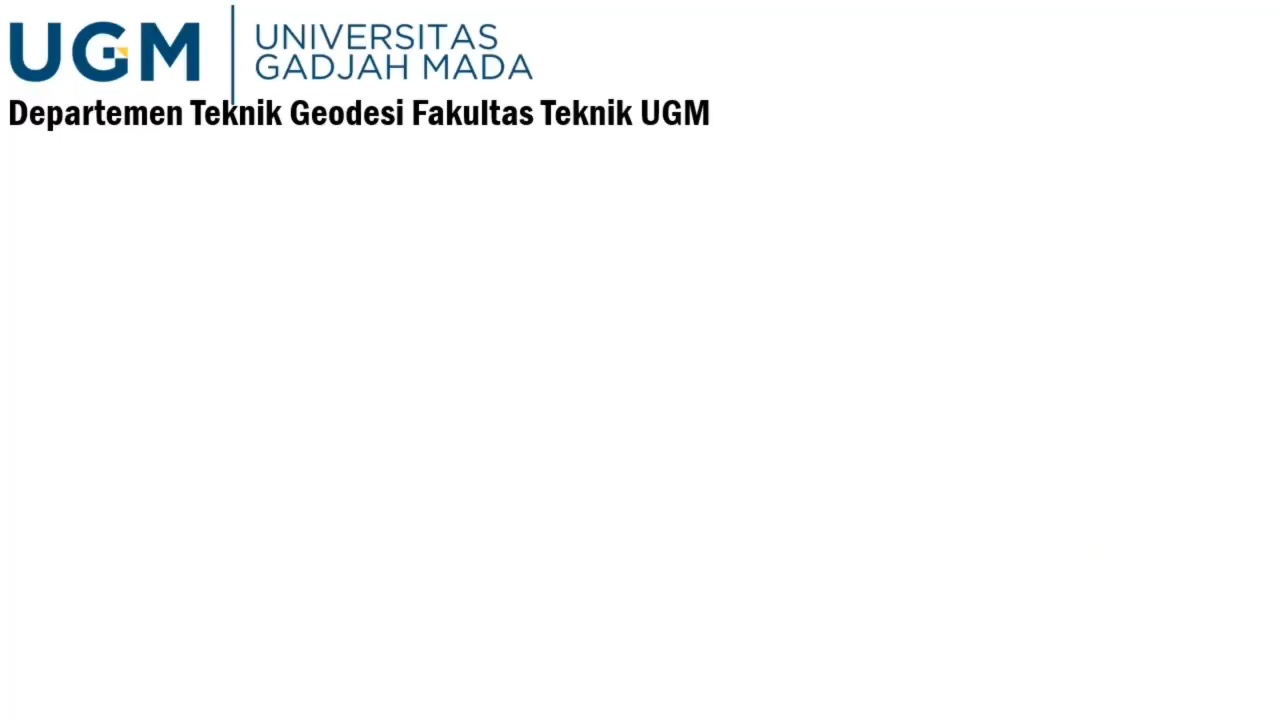 UGM
UNIVERSITAS
GADJAH MADA
Departemen Teknik Geodesi Fakultas Teknik UGM